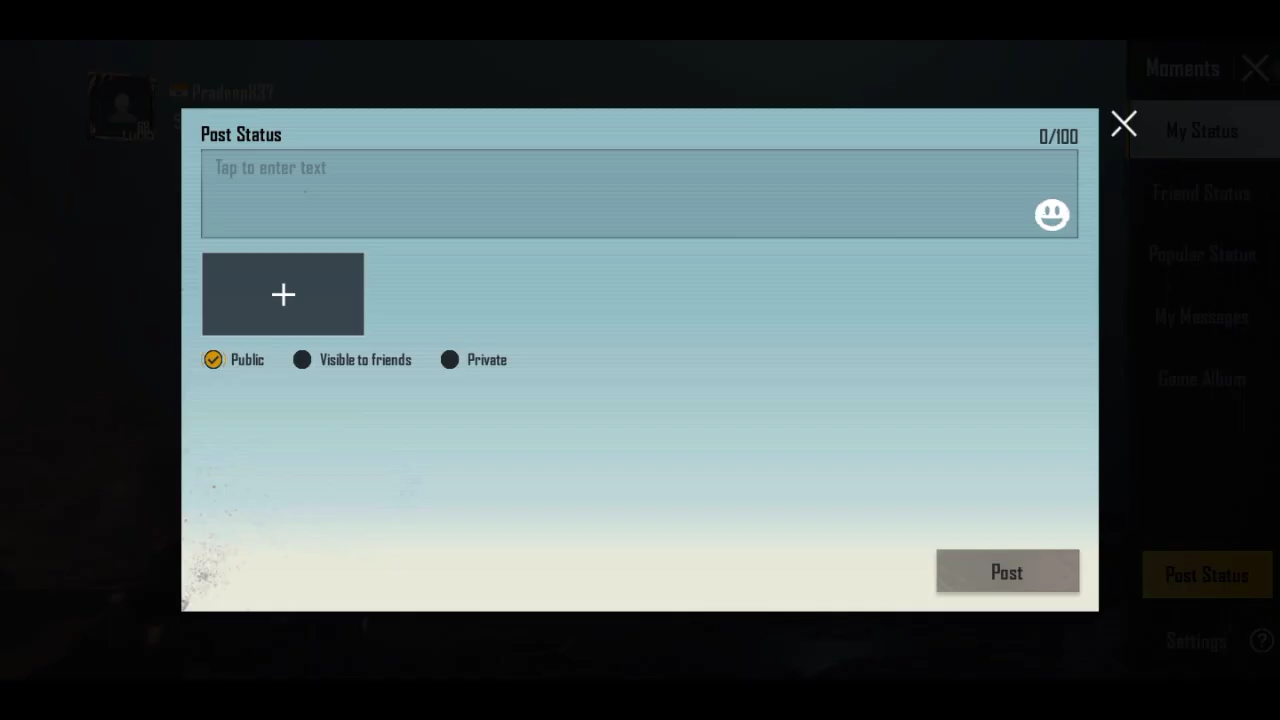 Pradeep837
Moments
Post Status
0/100
My Status
Tap to enter text
Friend Status
Popular Status
My Messages
Public
Visible to friends
Private
Game Album
Post
Post Status
Settings
?